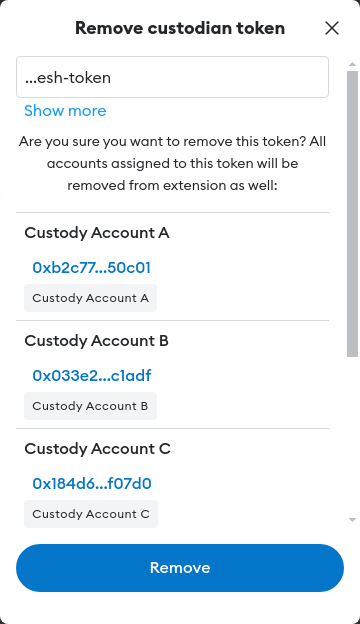 Remove custodian token
...esh-token
Show more
Are you sure you want to remove this token? All
accounts assigned to this token will be
removed from extension as well:
Custody Account A
0xb2c77...50c01
Custody Account A
Custody Account B
0x033e2...c1adf
Custody Account B
Custody Account C
0x184d6...f07d0
Custody Account C
Remove